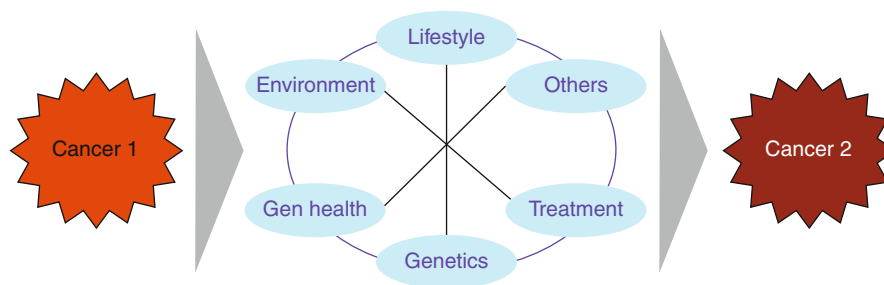 Lifestyle
Environment
Others
Cancer 1
Cancer 2
Gen health
Treatment
Genetics